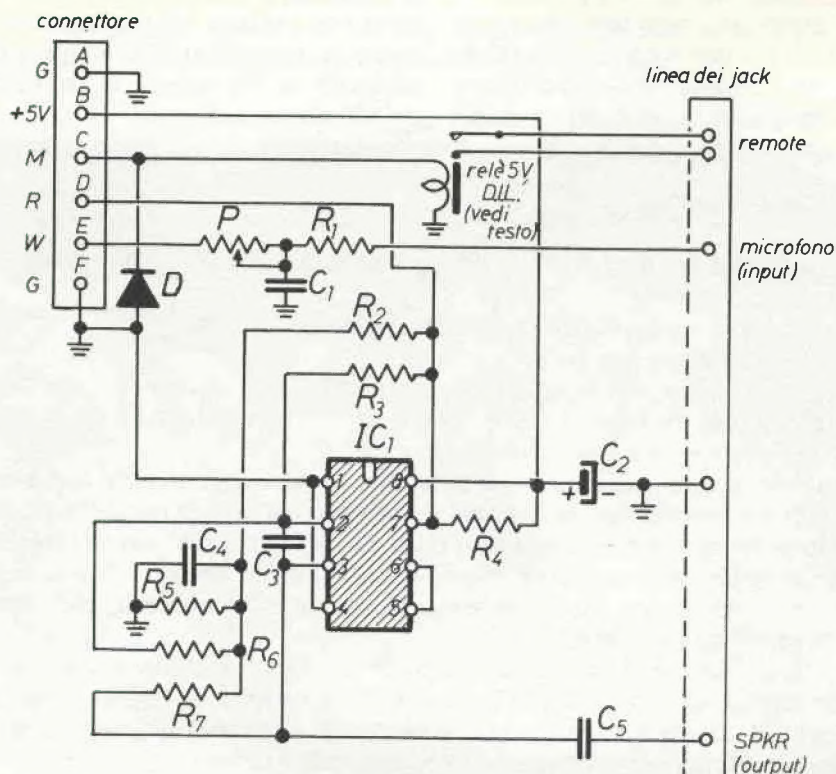 connettore
A
G
B
+5V
C
M
D
R
E
W
F
G
linea dei jack
remote
relè 5V
D.I.L.
(vedi
testo)
microfono
(input)
P
R1
C1
D
R2
R3
IC1
1
8
2
7
3
6
4
5
C2
+
-
R4
C4
C3
R5
R6
R7
C5
SPKR
(output)